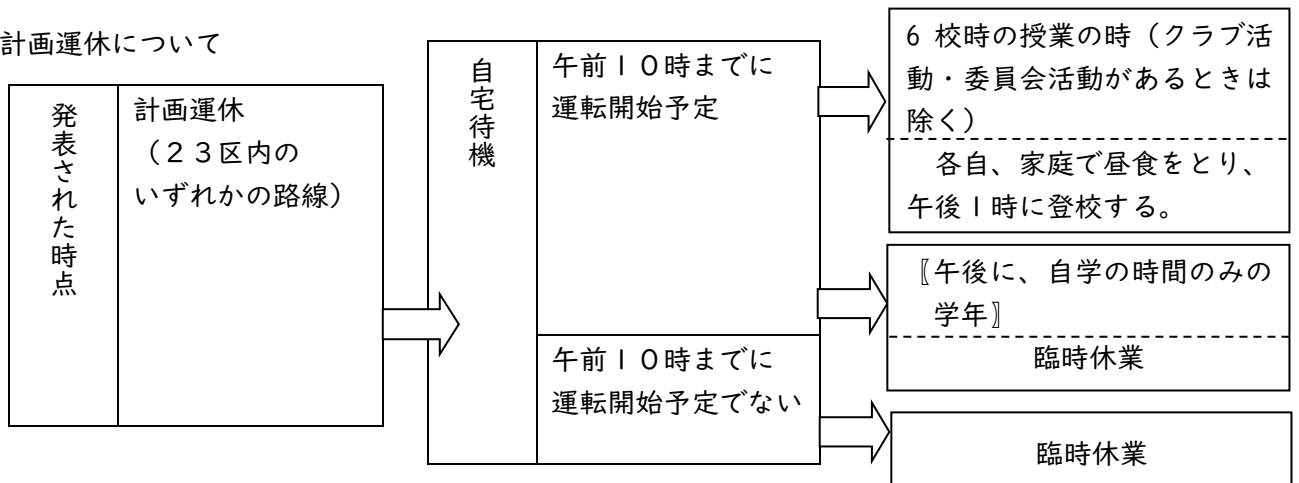 計画運休について
発表された時点
計画運休
（２３区内の
いずれかの路線）
自宅待機
午前１０時までに
運転開始予定
午前１０時までに
運転開始予定でない
6 校時の授業の時（クラブ活
動・委員会活動があるときは
除く）
各自、家庭で昼食をとり、
午後１時に登校する。
〖午後に、自学の時間のみの
学年〗
臨時休業
臨時休業